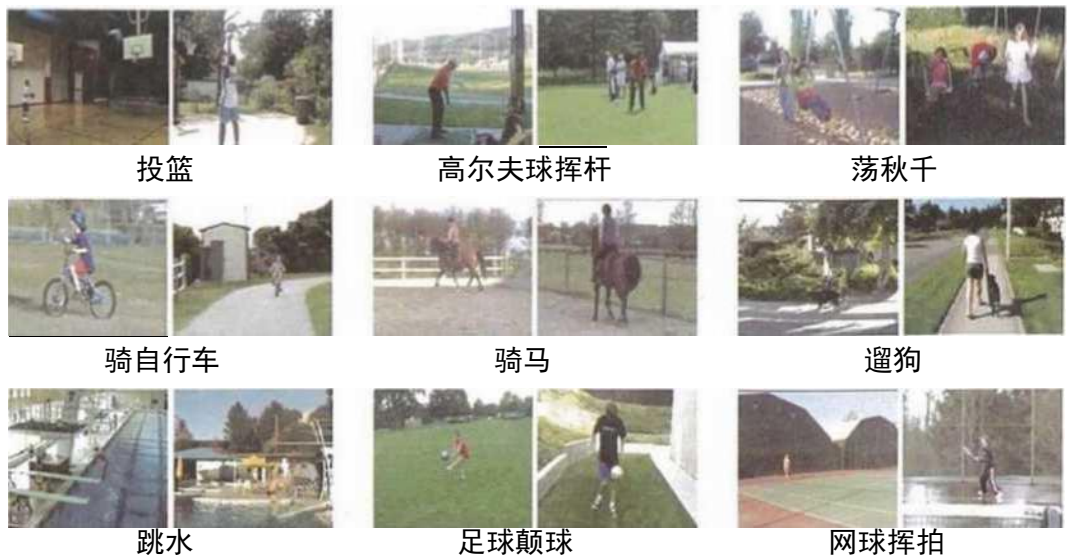 投篮
高尔夫球挥杆
荡秋千
骑自行车
骑马
遛狗
跳水
足球颠球
网球挥拍